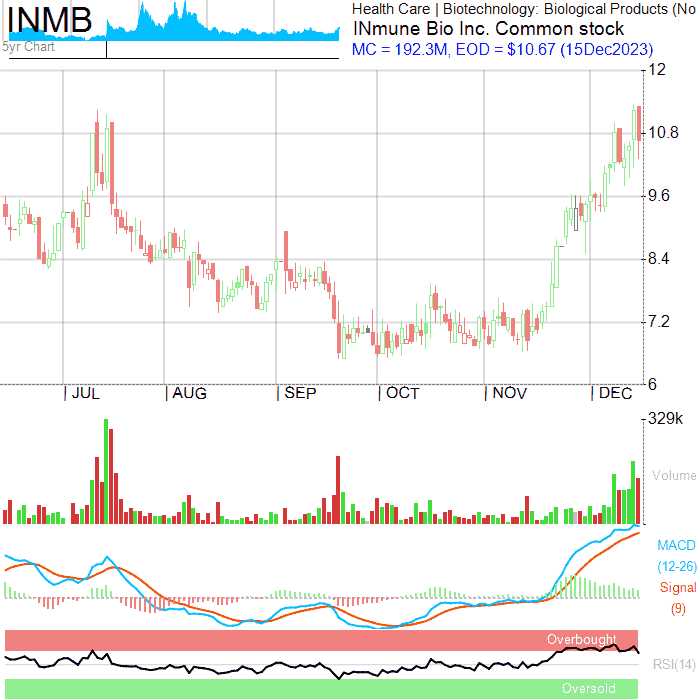 INMB
5yr Chart
Health Care | Biotechnology: Biological Products (No
INmune Bio Inc. Common stock
MC = 192.3M, EOD = $10.67 (15Dec2023)
12
10.8
9.6
8.4
7.2
6
JUL AUG SEP OCT NOV DEC
329k
Volume
MACD
(12-26)
Signal
(9)
Overbought
RSI(14)
Oversold